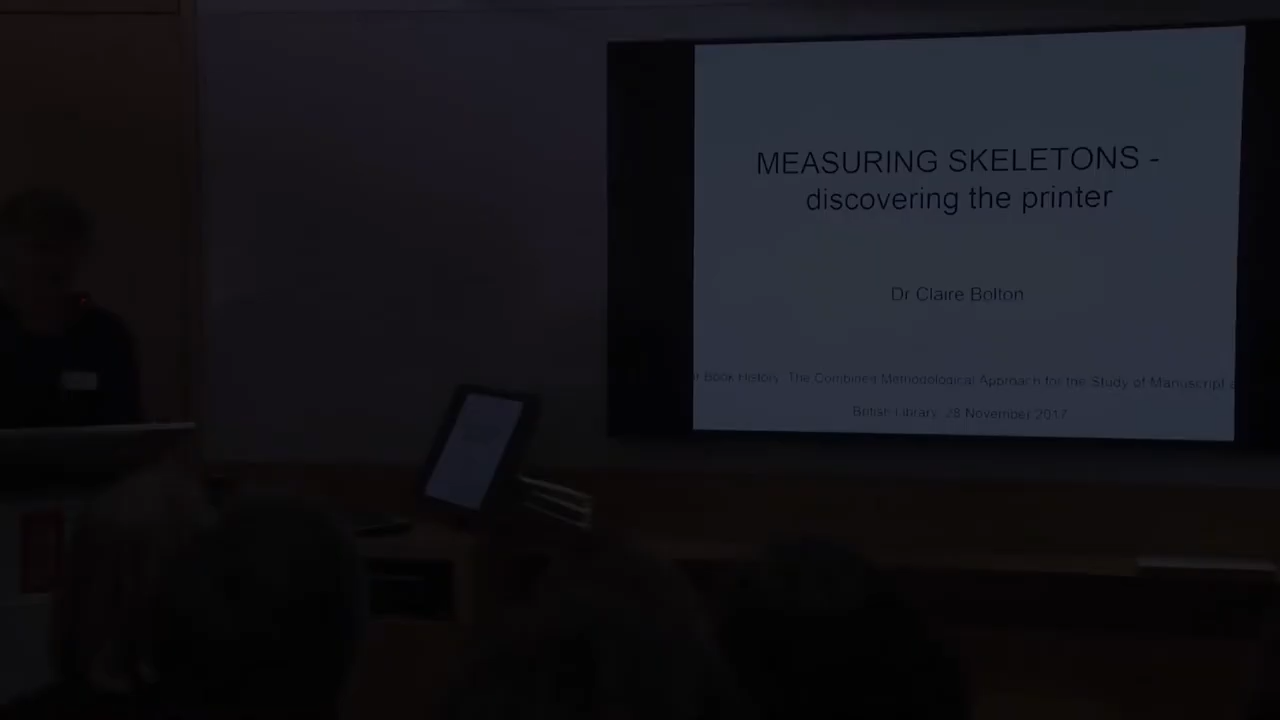 MEASURING SKELETONS -
discovering the printer
Dr Claire Bolton
Book History: The Combined Methodological Approach for the Study of Manuscript
British Library, 28 November 2017